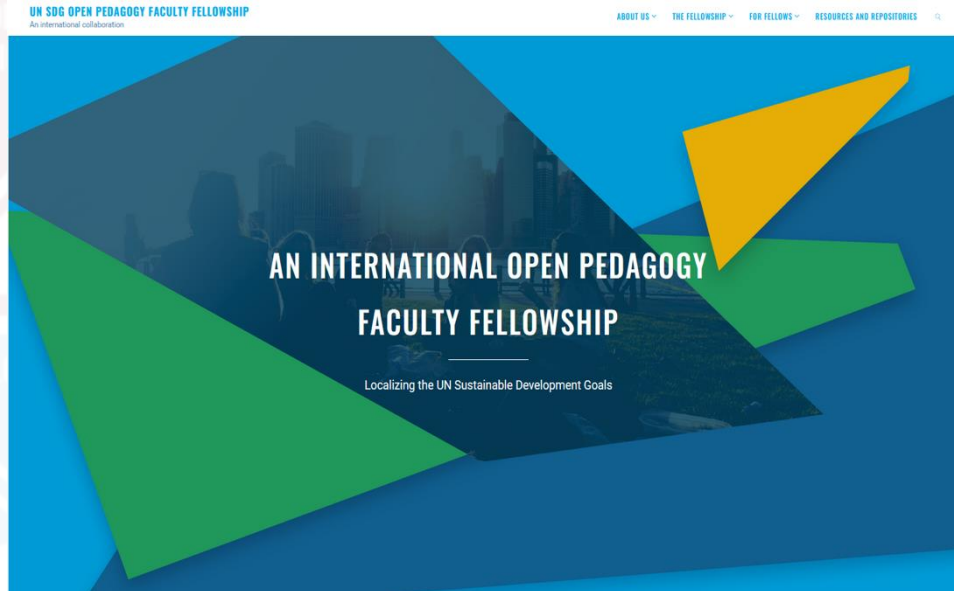 UN SDG OPEN PEDAGOGY FACULTY FELLOWSHIP
An international collaboration
ABOUT US
THE FELLOWSHIP
FOR FELLOWS
RESOURCES AND REPOSITORIES
AN INTERNATIONAL OPEN PEDAGOGY
FACULTY FELLOWSHIP
Localizing the UN Sustainable Development Goals